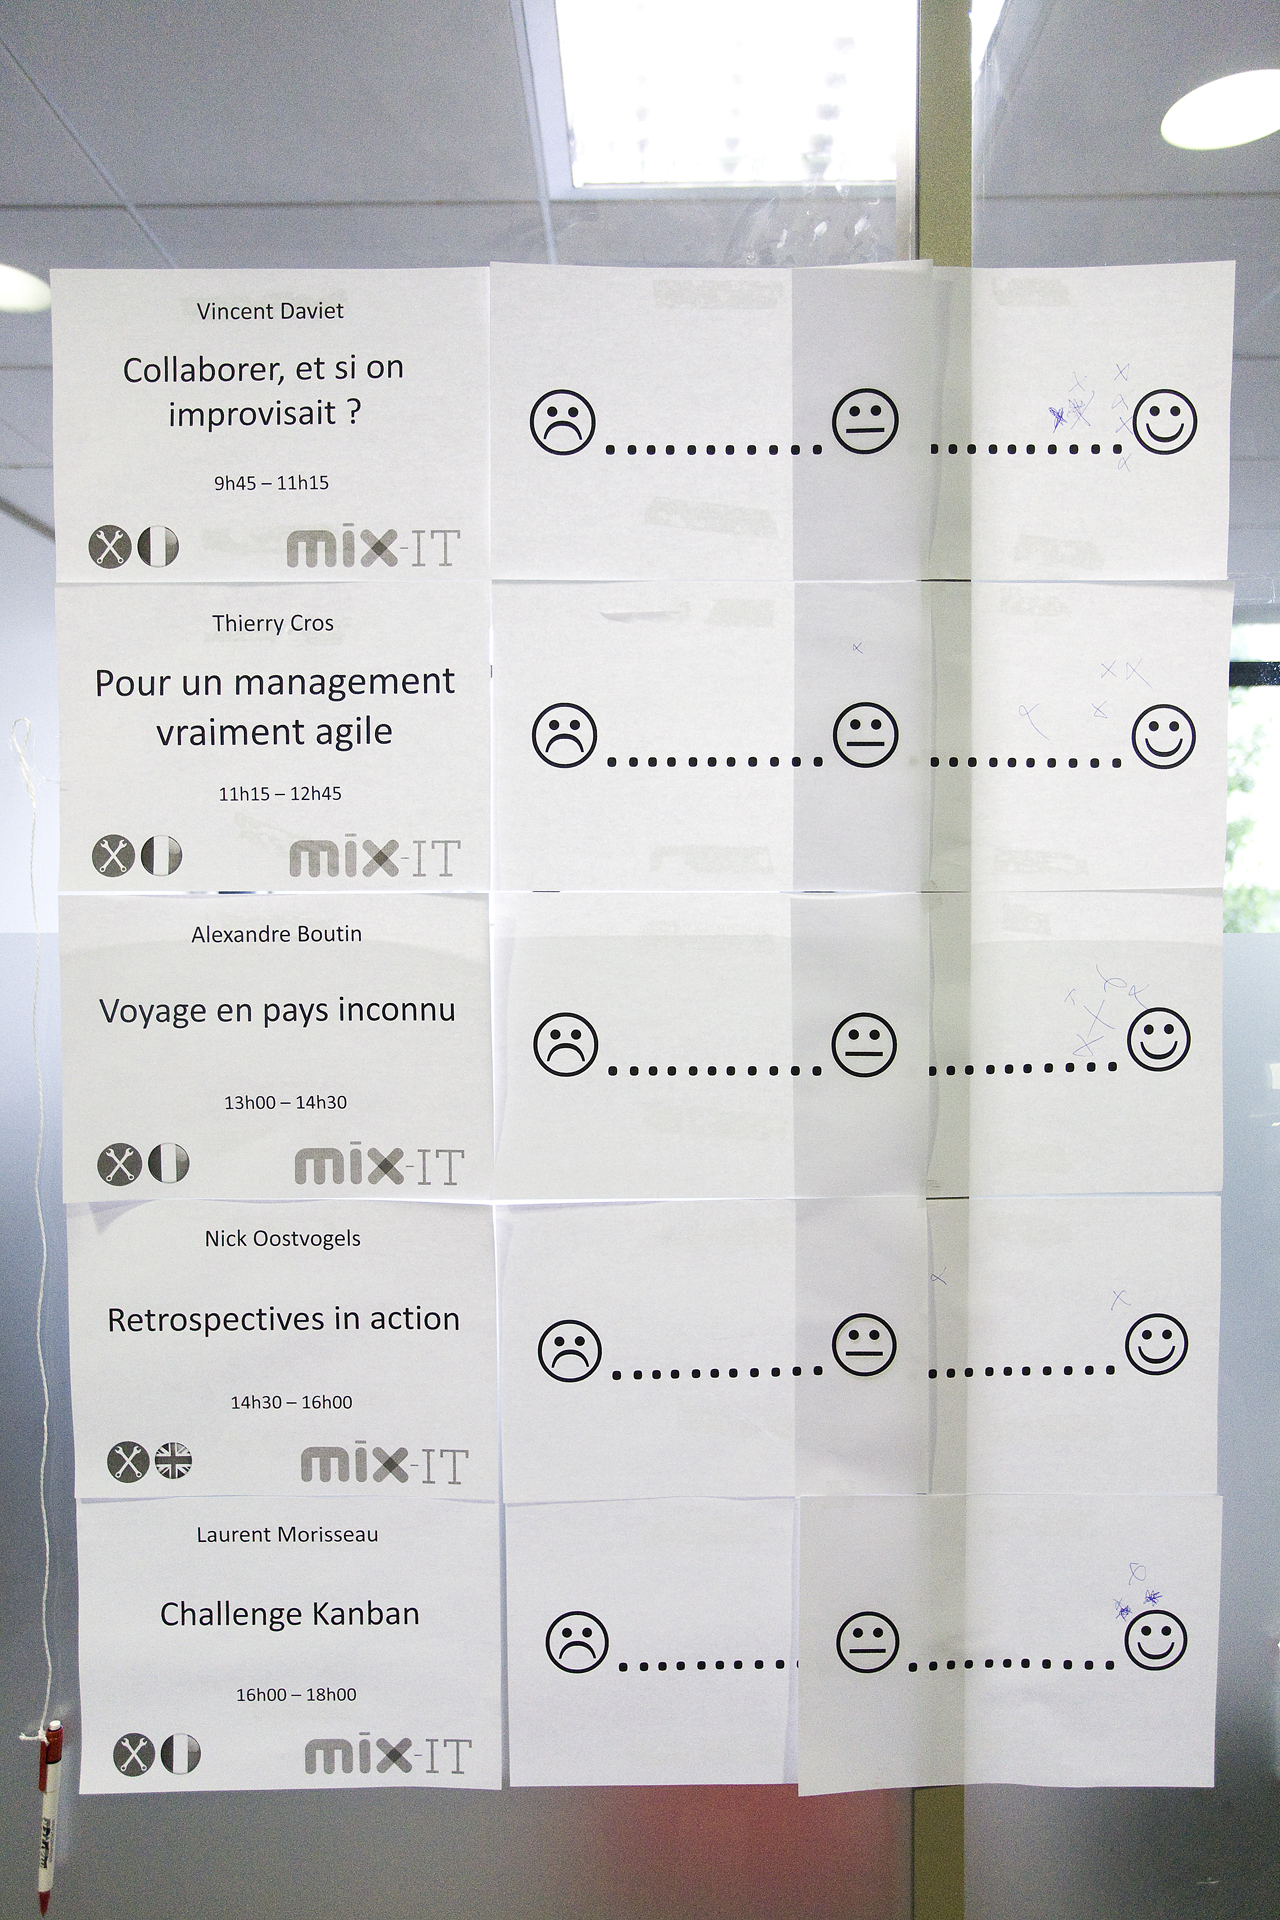 Vincent Daviet
Collaborer, et si on
improvisait ?
9h45 – 11h15
mix-IT
Thierry Cros
Pour un management
vraiment agile
11h15 – 12h45
mix-IT
Alexandre Boutin
Voyage en pays inconnu
13h00 – 14h30
mix-IT
Nick Oostvogels
Retrospectives in action
14h30 – 16h00
mix-IT
Laurent Morisseau
Challenge Kanban
16h00 – 18h00
mix-IT